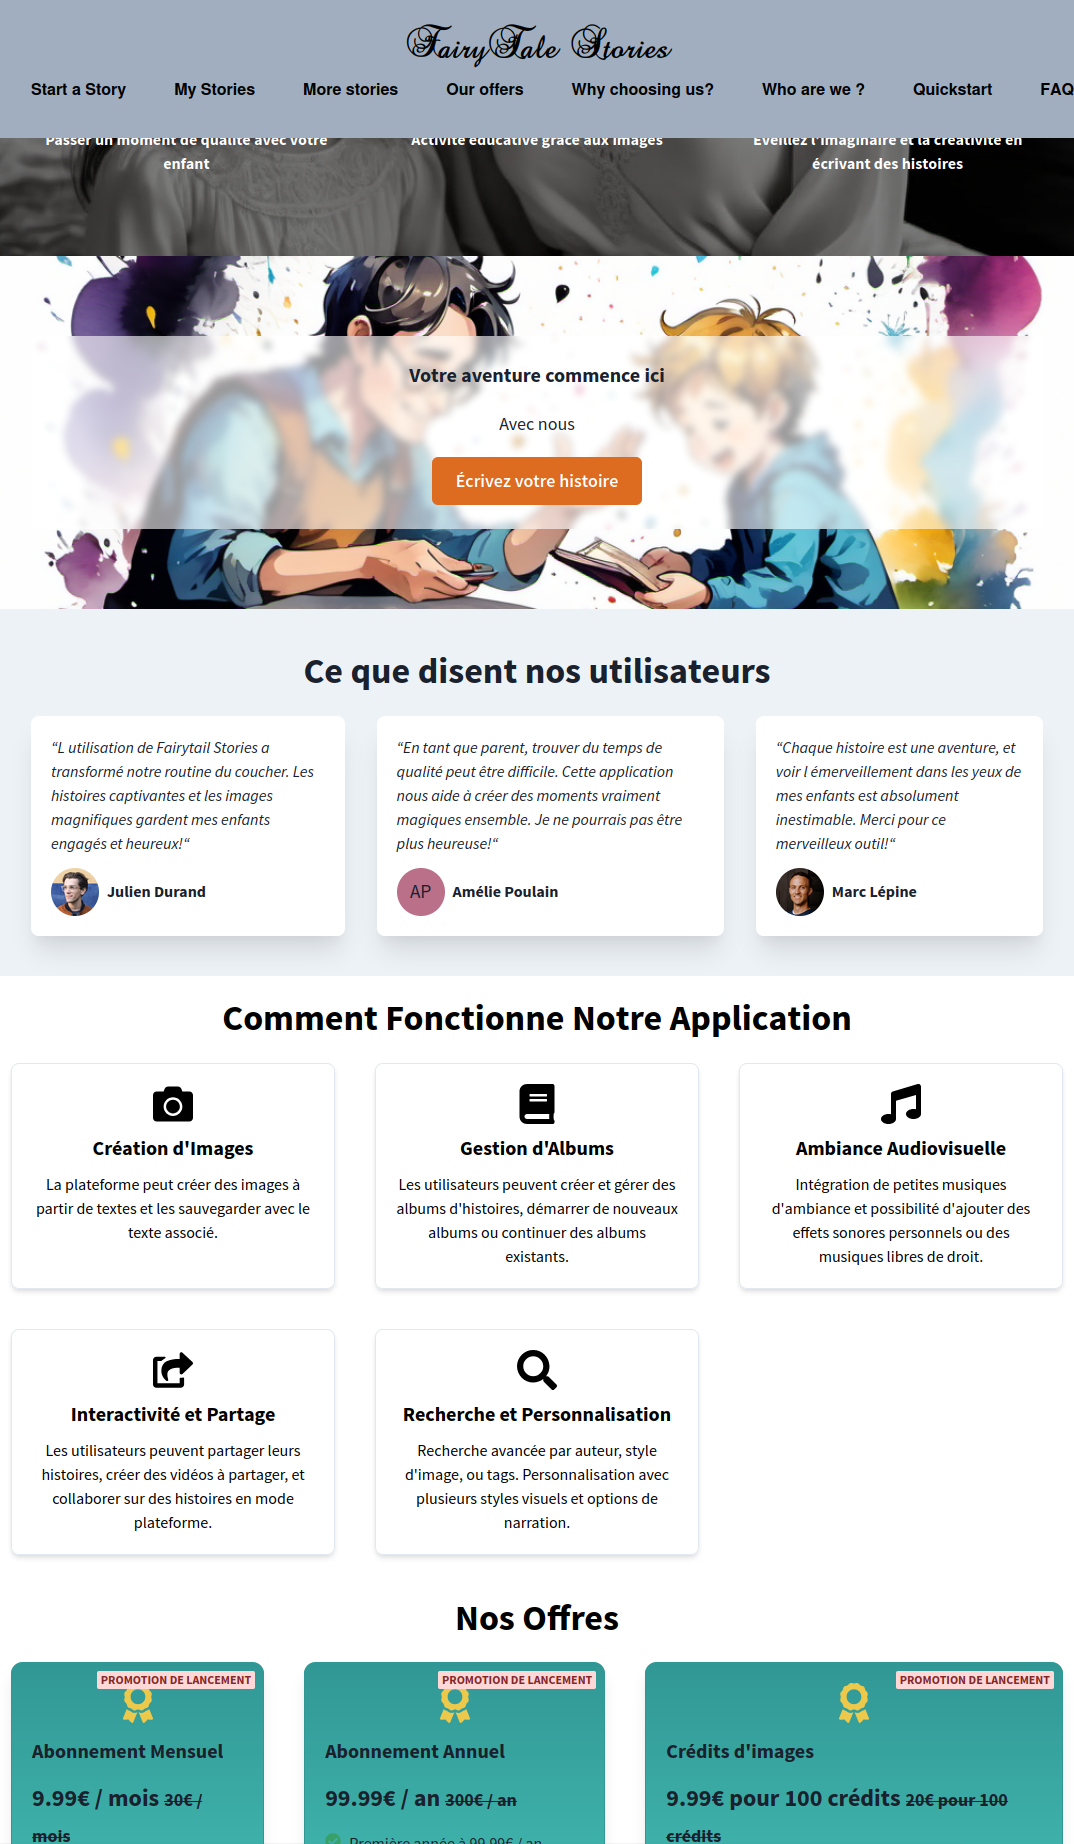 FairyTale Stories
Start a Story My Stories More stories Our offers Why choosing us? Who are we ? Quickstart FAQ
Passer un moment de qualité avec votre
enfant
Activité éducative grâce aux images
Éveillez l'imaginaire et la créativité en
écrivant des histoires
Votre aventure commence ici
Avec nous
Écrivez votre histoire
Ce que disent nos utilisateurs
“L utilisation de Fairytail Stories a
transformé notre routine du coucher. Les
histoires captivantes et les images
magnifiques gardent mes enfants
engagés et heureux!“
Julien Durand
“En tant que parent, trouver du temps de
qualité peut être difficile. Cette application
nous aide à créer des moments vraiment
magiques ensemble. Je ne pourrais pas être
plus heureuse!“
AP Amélie Poulain
“Chaque histoire est une aventure, et
voir l émerveillement dans les yeux de
mes enfants est absolument
inestimable. Merci pour ce
merveilleux outil!“
Marc Lépine
Comment Fonctionne Notre Application
Création d'Images
La plateforme peut créer des images à
partir de textes et les sauvegarder avec le
texte associé.
Gestion d'Albums
Les utilisateurs peuvent créer et gérer des
albums d'histoires, démarrer de nouveaux
albums ou continuer des albums
existants.
Ambiance Audiovisuelle
Intégration de petites musiques
d'ambiance et possibilité d'ajouter des
effets sonores personnels ou des
musiques libres de droit.
Interactivité et Partage
Les utilisateurs peuvent partager leurs
histoires, créer des vidéos à partager, et
collaborer sur des histoires en mode
plateforme.
Recherche et Personnalisation
Recherche avancée par auteur, style
d'image, ou tags. Personnalisation avec
plusieurs styles visuels et options de
narration.
Nos Offres
PROMOTION DE LANCEMENT
Abonnement Mensuel
9.99€ / mois 30€ /
mois
PROMOTION DE LANCEMENT
Abonnement Annuel
99.99€ / an 300€ / an
Première année à 99.99€ / an
PROMOTION DE LANCEMENT
Crédits d'images
9.99€ pour 100 crédits 20€ pour 100
crédits